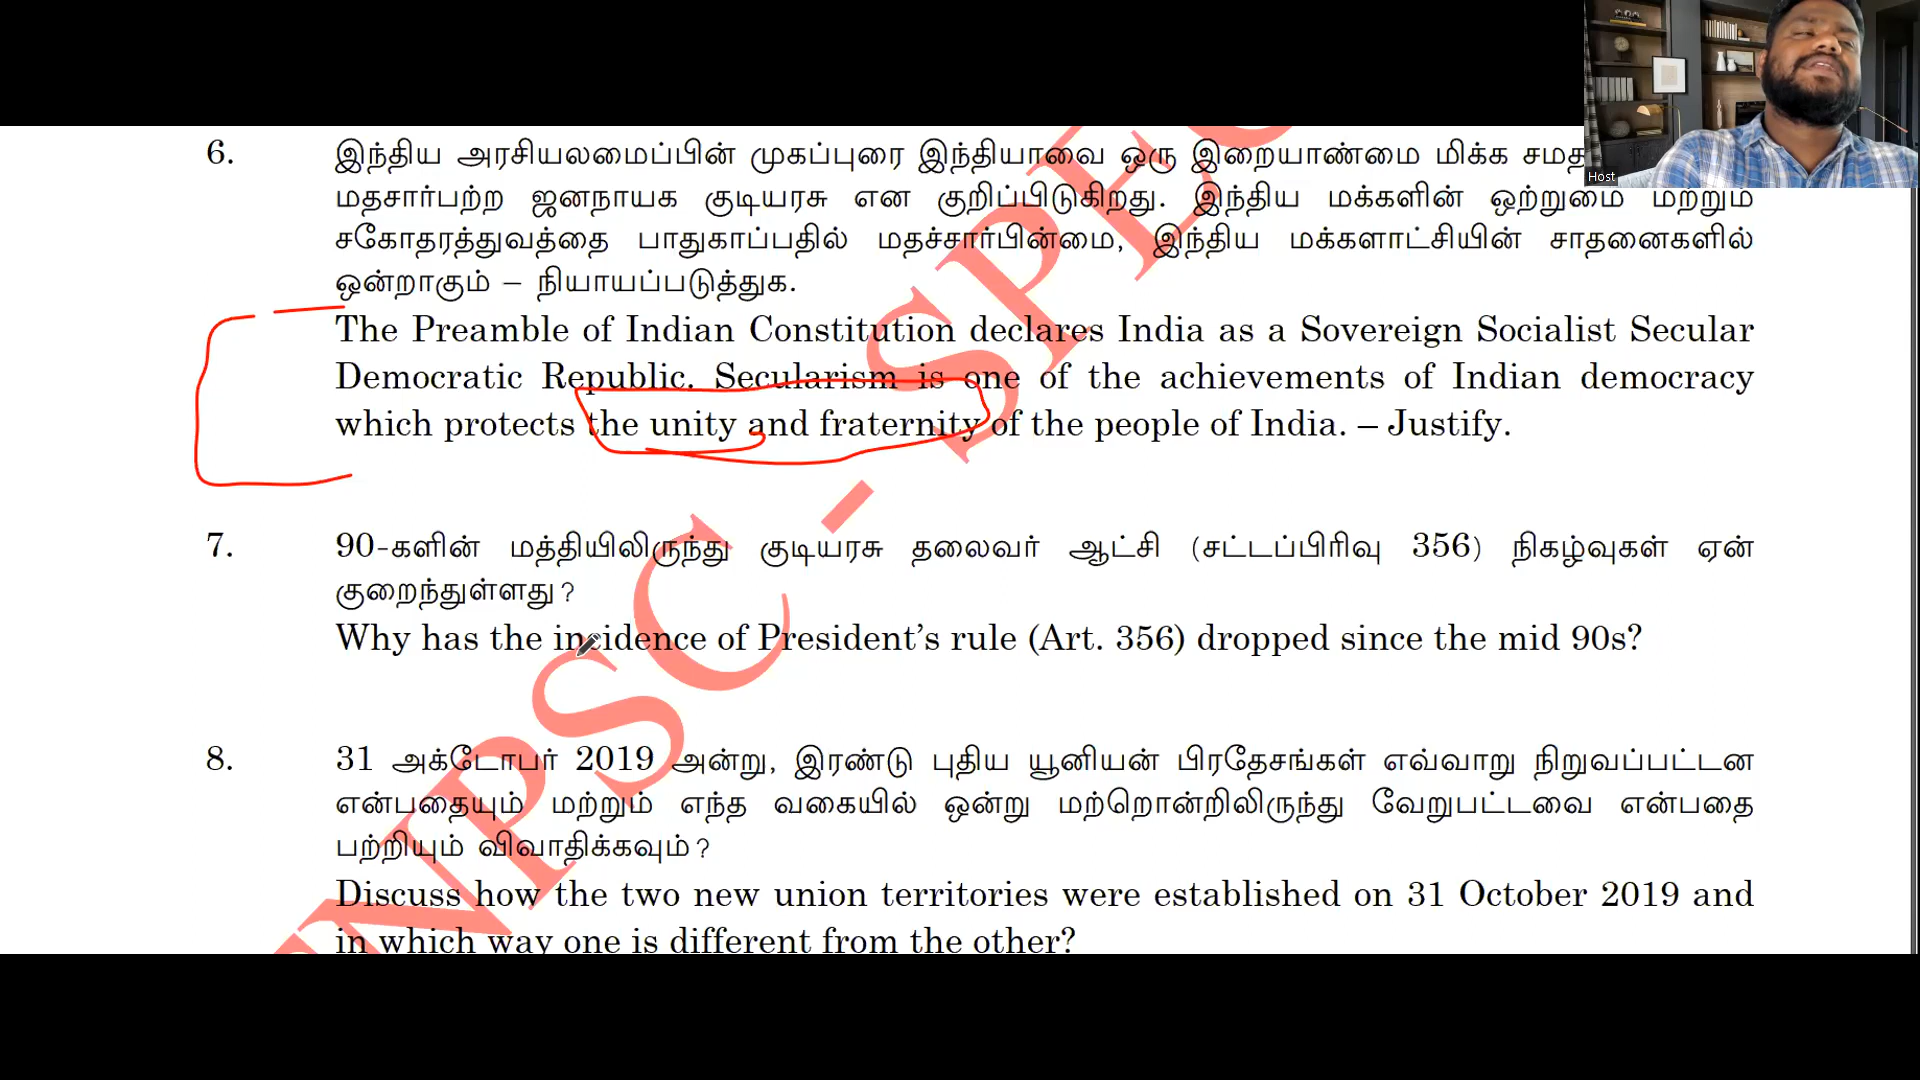 Host
6. இந்திய அரசியலமைப்பின் முகப்புரை இந்தியாவை ஒரு இறையாண்மை மிக்க
மதசார்பற்ற ஜனநாயக குடியரசு என குறிப்பிடுகிறது. இந்திய மக்களின் ஒற்றுமை மற்றும்
சகோதரத்துவத்தை பாதுகாப்பதில் மதச்சார்பின்மை, இந்திய மக்களாட்சியின் சாதனைகளில்
ஒன்றாகும் – நியாயப்படுத்துக.
The Preamble of Indian Constitution declares India as a Sovereign Socialist Secular
Democratic Republic. Secularism is one of the achievements of Indian democracy
which protects the unity and fraternity of the people of India. – Justify.
7. 90-களின் மத்தியிலிருந்து குடியரசு தலைவர் ஆட்சி (சட்டப்பிரிவு 356) நிகழ்வுகள் ஏன்
குறைந்துள்ளது?
Why has the incidence of President’s rule (Art. 356) dropped since the mid 90s?
8. 31 அக்டோபர் 2019 அன்று, இரண்டு புதிய யூனியன் பிரதேசங்கள் எவ்வாறு நிறுவப்பட்டன
என்பதையும் மற்றும் எந்த வகையில் ஒன்று மற்றொன்றிலிருந்து வேறுபட்டவை என்பதை
பற்றியும் விவாதிக்கவும்?
Discuss how the two new union territories were established on 31 October 2019 and
in which way one is different from the other?